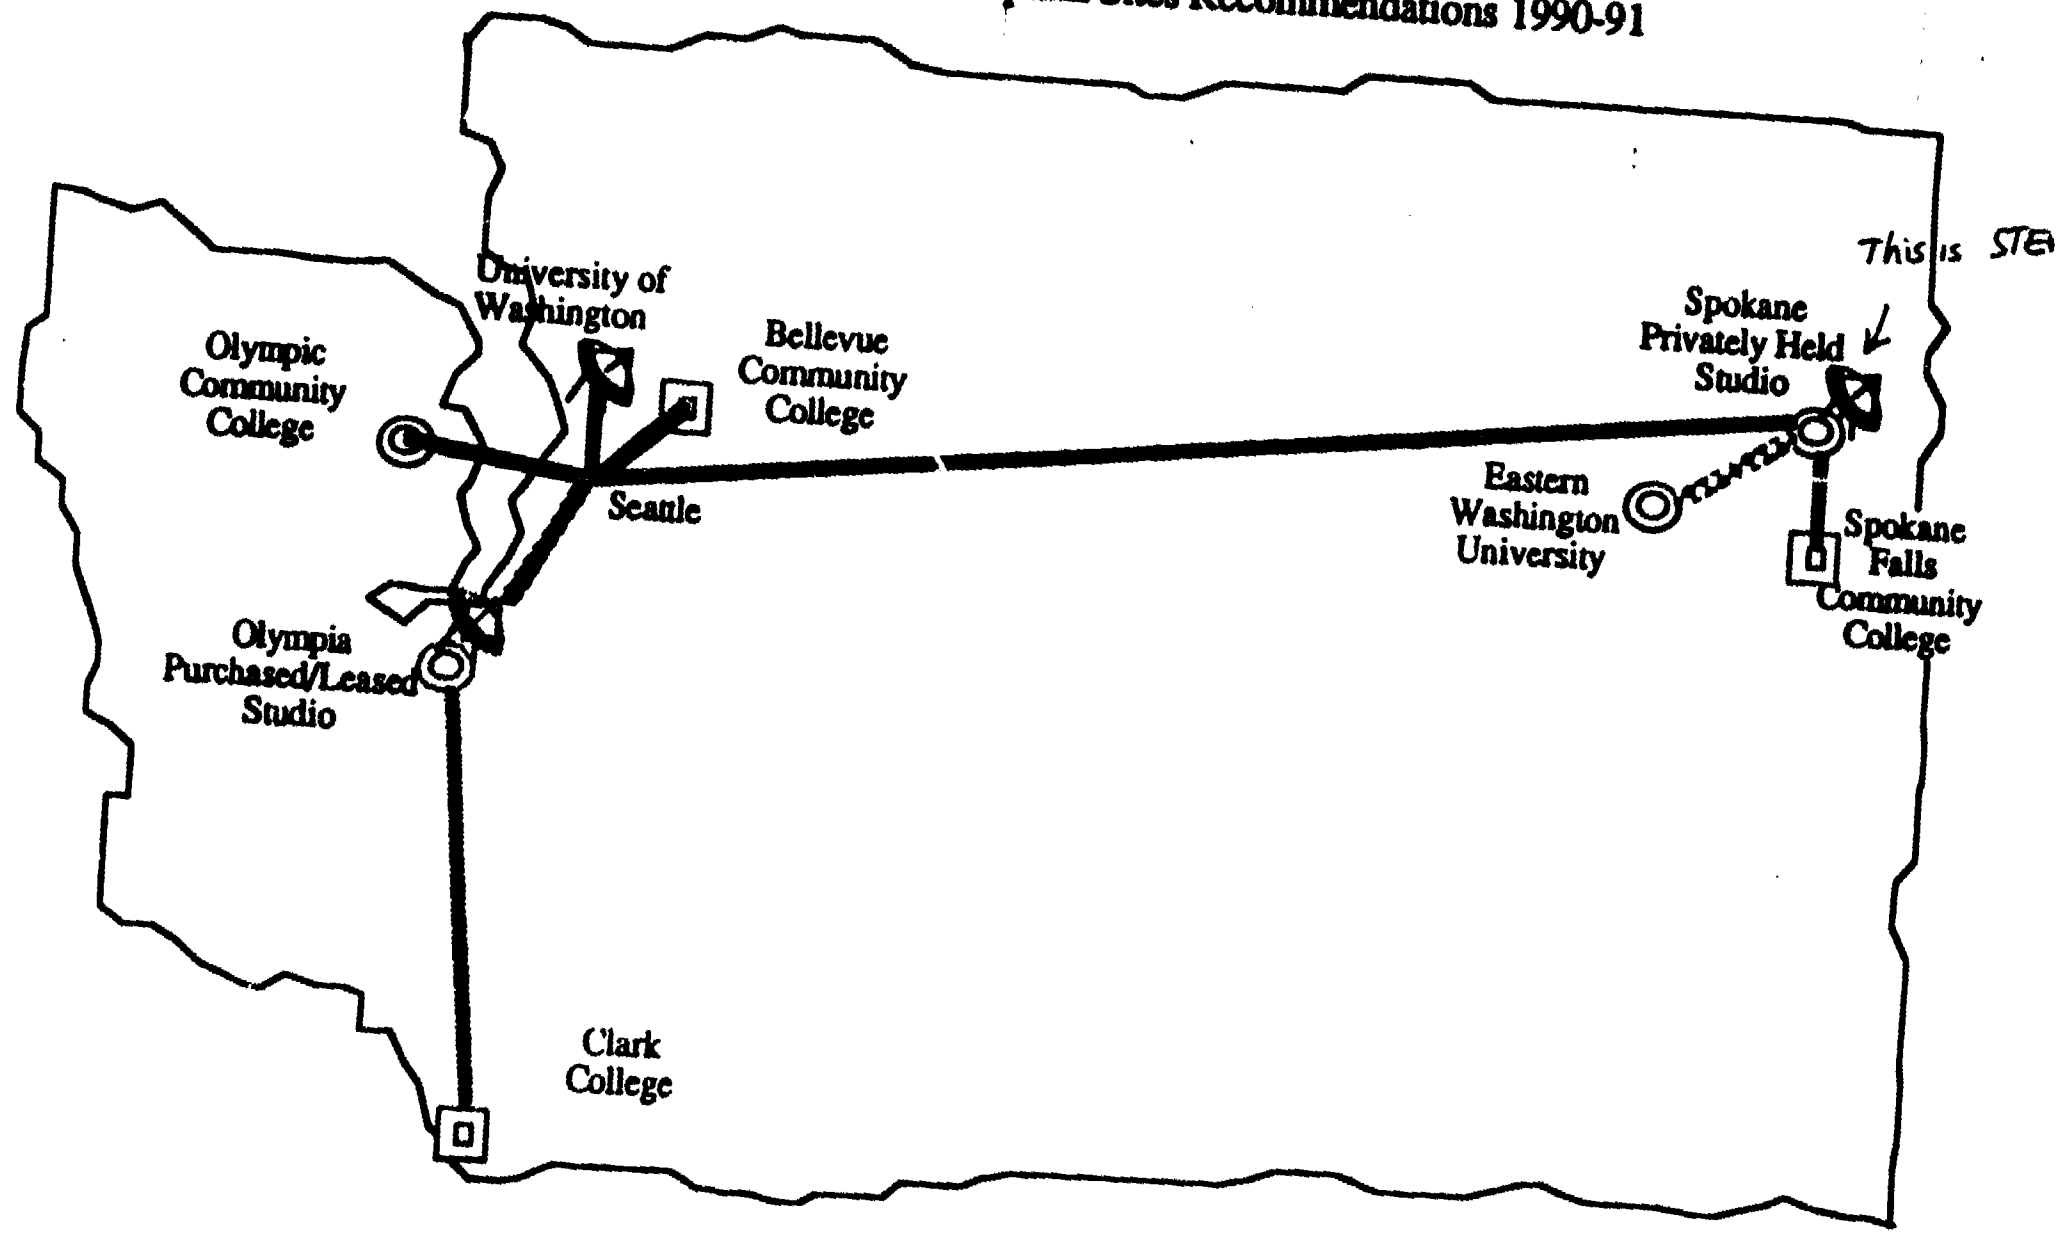 Sites Recommendations 1990-91
This is
University of
Washington
Olympic
Community
College
Bellevue
Community
College
Spokane
Privately Held
Studio
Seattle
Eastern
Washington
University
Spokane
Falls
Community
College
Olympia
Purchased/Leased
Studio
Clark
College